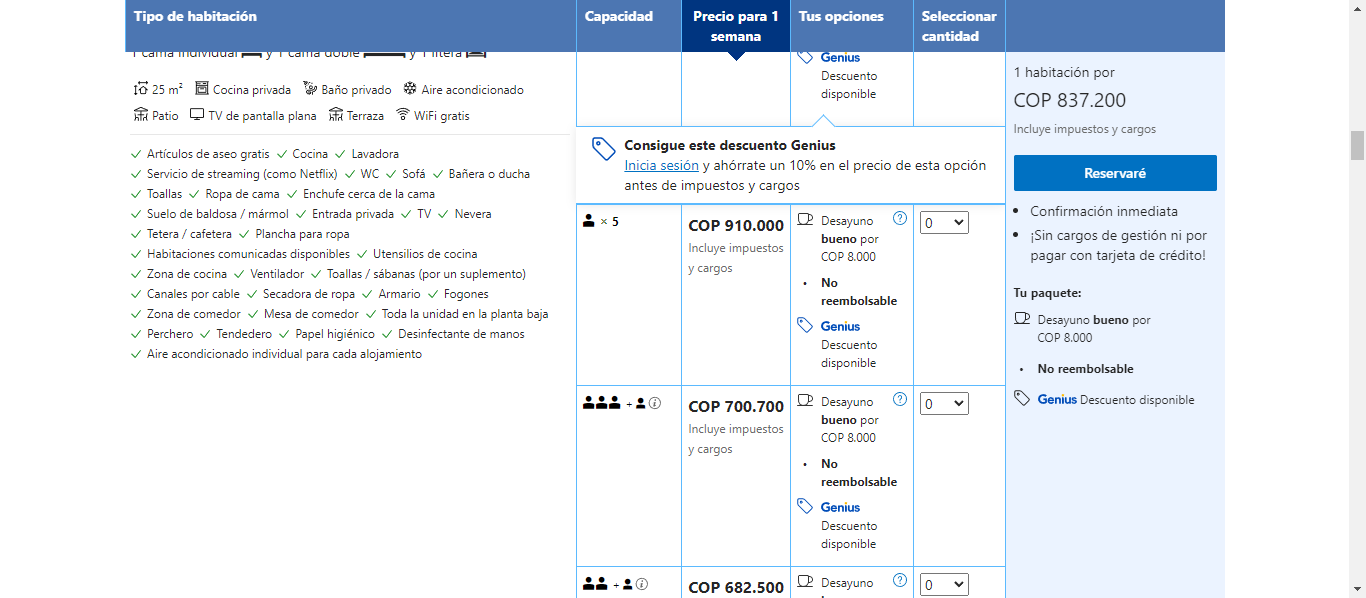 Tipo de habitación
Capacidad
Precio para 1
semana
Tus opciones
Seleccionar
cantidad
1 cama individual y 1 cama doble y 1 litera
25 m²  Cocina privada  Baño privado  Aire acondicionado
Patio  TV de pantalla plana  Terraza  WiFi gratis
Artículos de aseo gratis  Cocina  Lavadora
Servicio de streaming (como Netflix)  WC  Sofá  Bañera o ducha
Toallas  Ropa de cama  Enchufe cerca de la cama
Suelo de baldosa / mármol  Entrada privada  TV  Nevera
Tetera / cafetera  Plancha para ropa
Habitaciones comunicadas disponibles  Utensilios de cocina
Zona de cocina  Ventilador  Toallas / sábanas (por un suplemento)
Canales por cable  Secadora de ropa  Armario  Fogones
Zona de comedor  Mesa de comedor  Toda la unidad en la planta baja
Perchero  Tendedero  Papel higiénico  Desinfectante de manos
Aire acondicionado individual para cada alojamiento
Genius
Descuento
disponible
Consigue este descuento Genius
Inicia sesión y ahórrate un 10% en el precio de esta opción
antes de impuestos y cargos
× 5
COP 910.000
Incluye impuestos
y cargos
Desayuno
bueno por
COP 8.000
• No
reembolsable
Genius
Descuento
disponible
0
+
COP 700.700
Incluye impuestos
y cargos
Desayuno
bueno por
COP 8.000
• No
reembolsable
Genius
Descuento
disponible
0
+
COP 682.500
Desayuno
0
1 habitación por
COP 837.200
Incluye impuestos y cargos
Reservaré
• Confirmación inmediata
• ¡Sin cargos de gestión ni por
pagar con tarjeta de crédito!
Tu paquete:
Desayuno bueno por
COP 8.000
• No reembolsable
Genius Descuento disponible